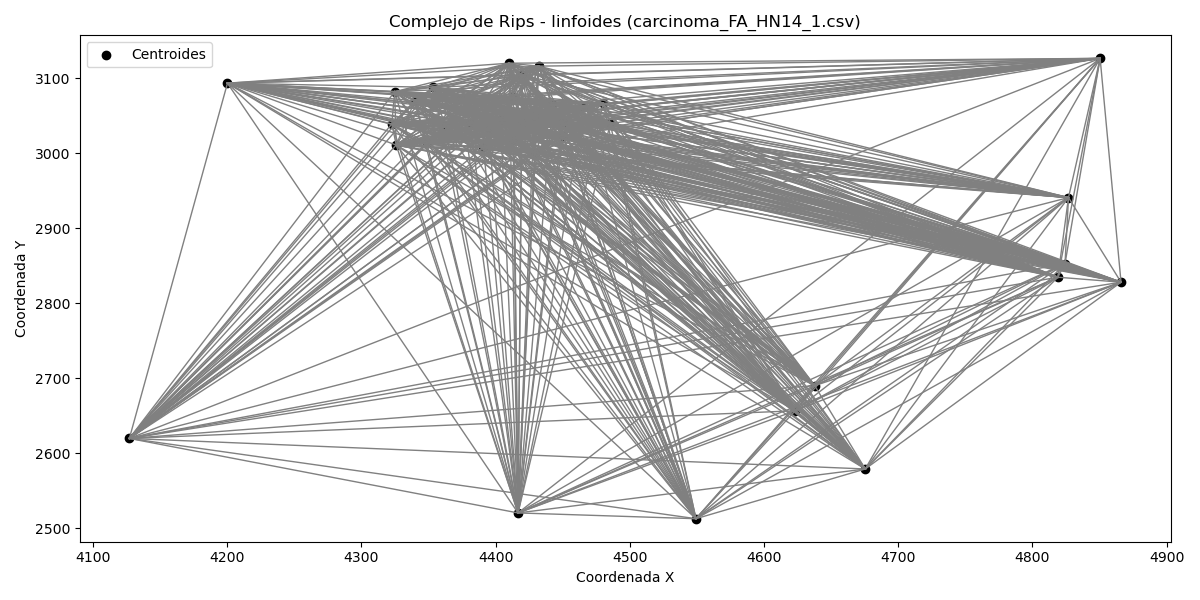 Complejo de Rips - linfoides (carcinoma_FA_HN14_1.csv)
Centroides
Coordenada Y
3100
3000
2900
2800
2700
2600
2500
4100 4200 4300 4400 4500 4600 4700 4800 4900
Coordenada X